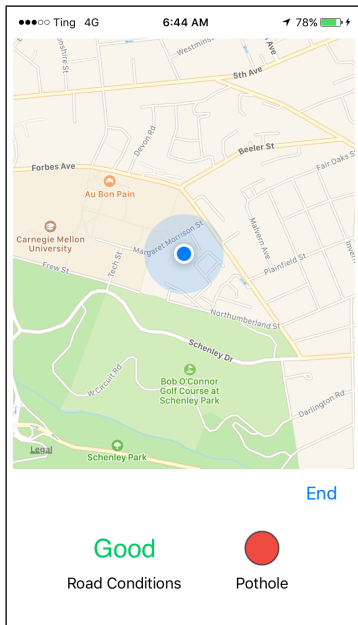 Ting 4G 6:44 AM 78%
Westmins
onshire St
5th Ave
Devon Rd
Beeler St
Fair Oaks S
Forbes Ave
Au Bon Pain
Carnegie Mellon
University
Margaret Morrison St
Malvern Ave
Tech St
Frew St
Plainfield St
Invern
Northumberland St
Schenley Dr
W Circuit Rd
Bob O'Connor
Golf Course at
Schenley Park
Darlington Rd
Legal
Schenley Park
End
Good
Road Conditions
Pothole